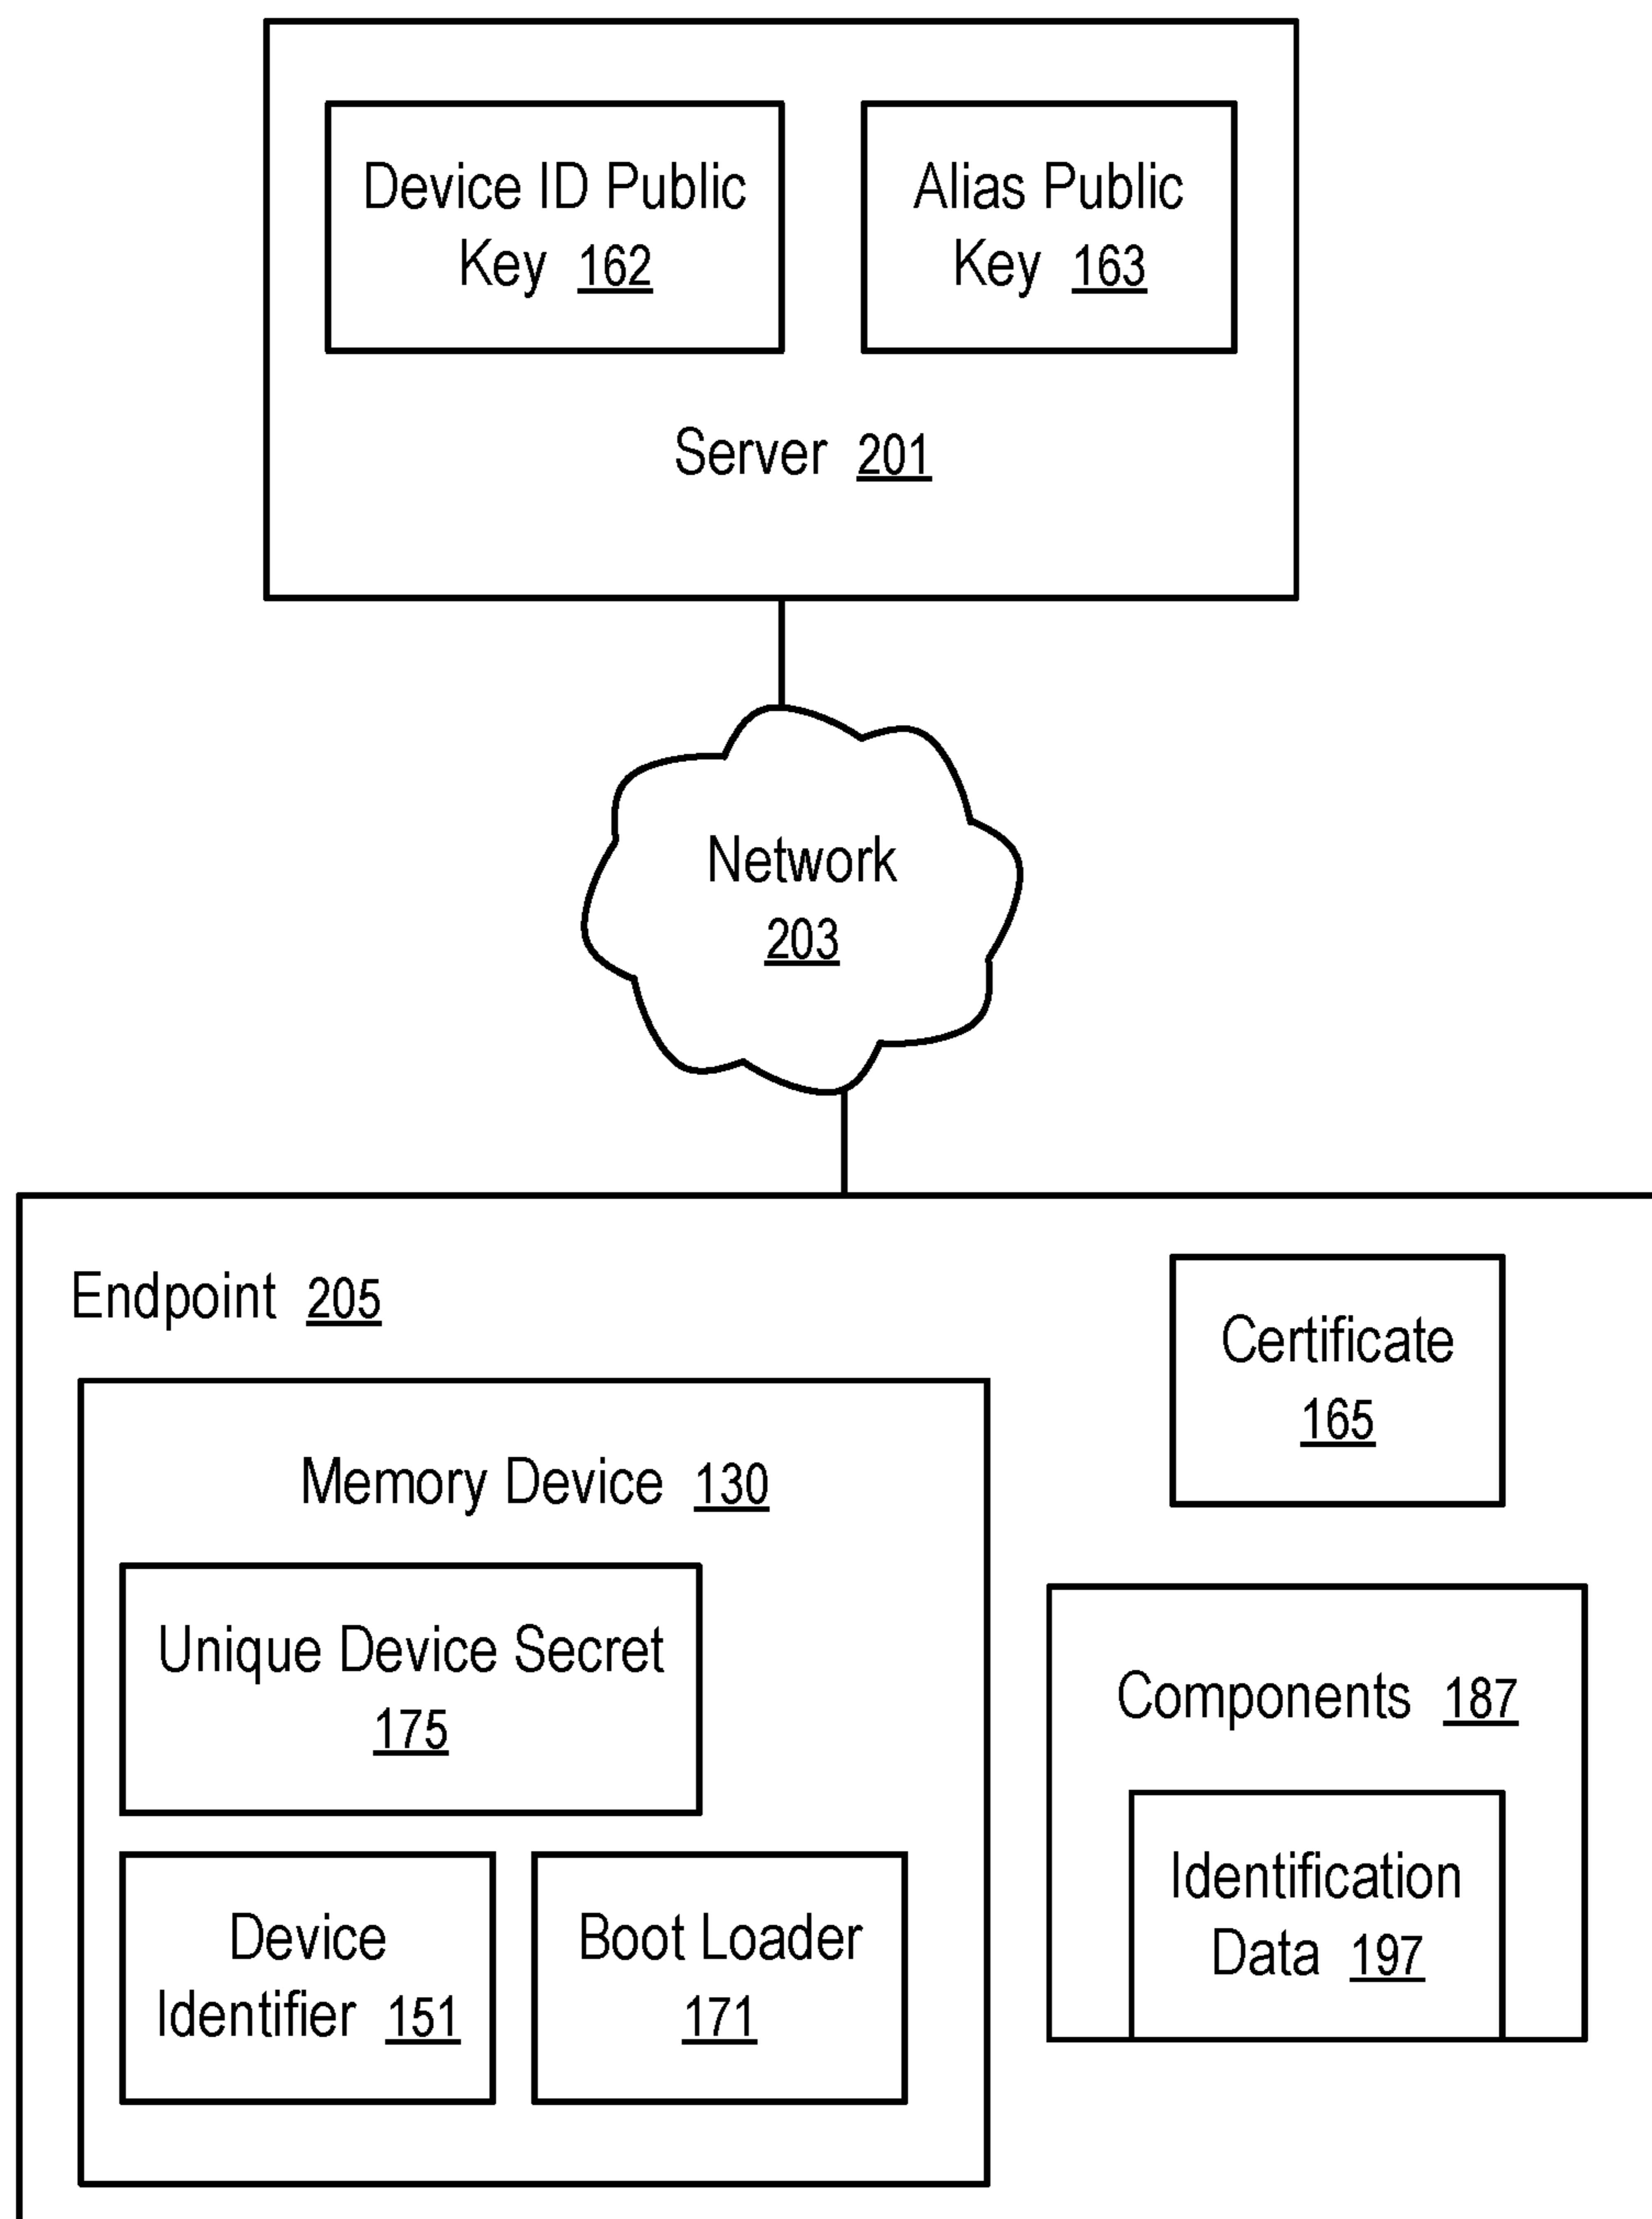 Device ID Public
Key 162
Alias Public
Key 163
Server 201
Network
203
Endpoint 205
Certificate
165
Memory Device 130
Unique Device Secret
175
Components 187
Device
Identifier 151
Boot Loader
171
Identification
Data 197